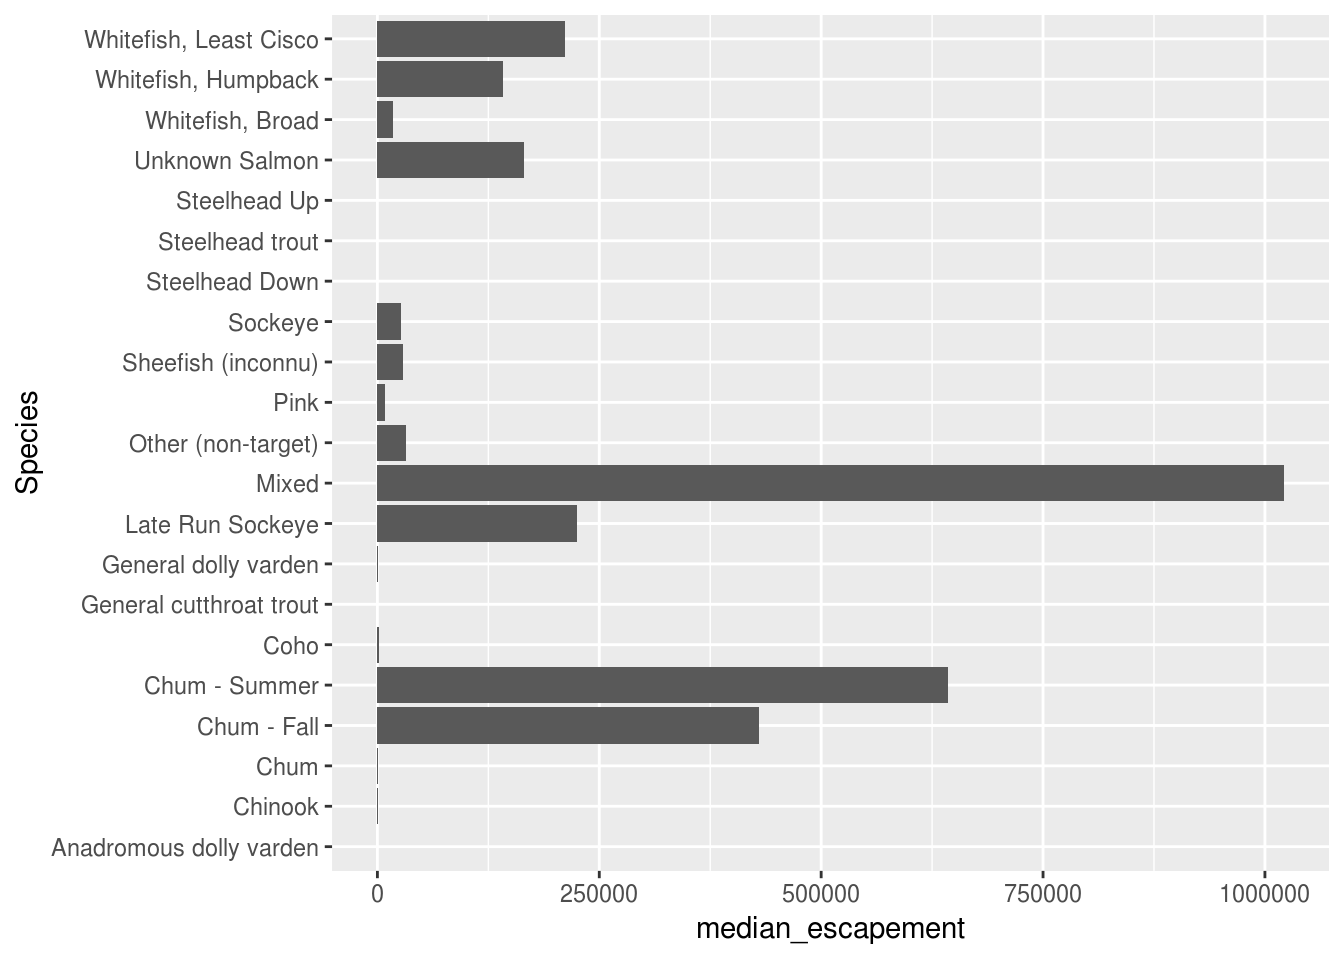 Whitefish, Least Cisco
Whitefish, Humpback
Whitefish, Broad
Unknown Salmon
Steelhead Up
Steelhead trout
Steelhead Down
Sockeye
Sheefish (inconnu)
Pink
Other (non-target)
Mixed
Late Run Sockeye
General dolly varden
General cutthroat trout
Coho
Chum - Summer
Chum - Fall
Chum
Chinook
Anadromous dolly varden
Species
0 250000 500000 750000 1000000
median_escapement